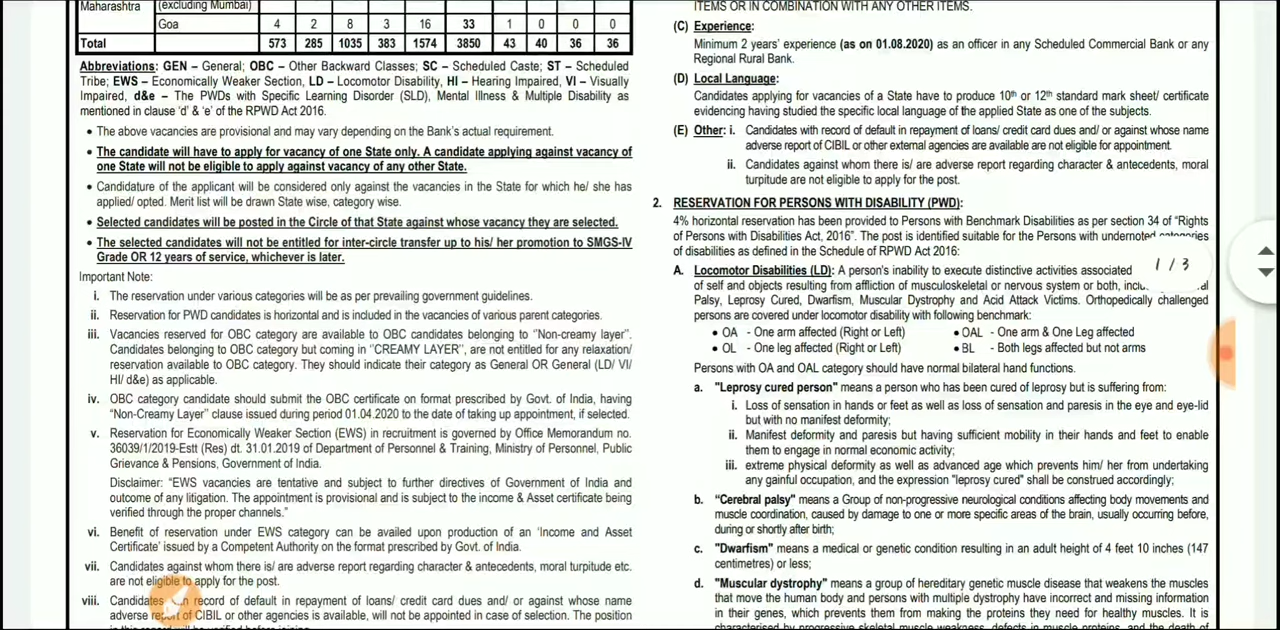 Maharashtra (excluding Mumbai)
Goa 4 2 8 3 16 33 1 0 0 0
Total 573 285 1035 383 1574 3850 43 40 36 36
Abbreviations: GEN – General; OBC – Other Backward Classes; SC – Scheduled Caste; ST – Scheduled
Tribe; EWS – Economically Weaker Section, LD – Locomotor Disability, HI – Hearing Impaired, VI – Visually
Impaired, d&e – The PWDs with Specific Learning Disorder (SLD), Mental Illness & Multiple Disability as
mentioned in clause 'd' & 'e' of the RPWD Act 2016.
• The above vacancies are provisional and may vary depending on the Bank's actual requirement.
• The candidate will have to apply for vacancy of one State only. A candidate applying against vacancy of
one State will not be eligible to apply against vacancy of any other State.
• Candidature of the applicant will be considered only against the vacancies in the State for which he/ she has
applied/ opted. Merit list will be drawn State wise, category wise.
• Selected candidates will be posted in the Circle of that State against whose vacancy they are selected.
• The selected candidates will not be entitled for inter-circle transfer up to his/ her promotion to SMGS-IV
Grade OR 12 years of service, whichever is later.
Important Note:
i. The reservation under various categories will be as per prevailing government guidelines.
ii. Reservation for PWD candidates is horizontal and is included in the vacancies of various parent categories.
iii. Vacancies reserved for OBC category are available to OBC candidates belonging to "Non-creamy layer".
Candidates belonging to OBC category but coming in "CREAMY LAYER", are not entitled for any relaxation/
reservation available to OBC category. They should indicate their category as General OR General (LD/ VI/
HI/ d&e) as applicable.
iv. OBC category candidate should submit the OBC certificate on format prescribed by Govt. of India, having
"Non-Creamy Layer" clause issued during period 01.04.2020 to the date of taking up appointment, if selected.
v. Reservation for Economically Weaker Section (EWS) in recruitment is governed by Office Memorandum no.
36039/1/2019-Estt (Res) dt. 31.01.2019 of Department of Personnel & Training, Ministry of Personnel, Public
Grievance & Pensions, Government of India.
Disclaimer: "EWS vacancies are tentative and subject to further directives of Government of India and
outcome of any litigation. The appointment is provisional and is subject to the income & Asset certificate being
verified through the proper channels."
vi. Benefit of reservation under EWS category can be availed upon production of an 'Income and Asset
Certificate' issued by a Competent Authority on the format prescribed by Govt. of India.
vii. Candidates against whom there is/ are adverse report regarding character & antecedents, moral turpitude etc.
are not eligible to apply for the post.
viii. Candidates record of default in repayment of loans/ credit card dues and/ or against whose name
adverse report of CIBIL or other agencies is available, will not be appointed in case of selection. The position
ITEMS OR IN COMBINATION WITH ANY OTHER ITEMS.
(C) Experience:
Minimum 2 years' experience (as on 01.08.2020) as an officer in any Scheduled Commercial Bank or any
Regional Rural Bank.
(D) Local Language:
Candidates applying for vacancies of a State have to produce 10th or 12th standard mark sheet/ certificate
evidencing having studied the specific local language of the applied State as one of the subjects.
(E) Other: i. Candidates with record of default in repayment of loans/ credit card dues and/ or against whose name
adverse report of CIBIL or other external agencies are available are not eligible for appointment.
ii. Candidates against whom there is/ are adverse report regarding character & antecedents, moral
turpitude are not eligible to apply for the post.
2. RESERVATION FOR PERSONS WITH DISABILITY (PWD):
4% horizontal reservation has been provided to Persons with Benchmark Disabilities as per section 34 of "Rights
of Persons with Disabilities Act, 2016". The post is identified suitable for the Persons with undernoted categories
of disabilities as defined in the Schedule of RPWD Act 2016:
1 / 3
A. Locomotor Disabilities (LD): A person's inability to execute distinctive activities associated
of self and objects resulting from affliction of musculoskeletal or nervous system or both,
Palsy, Leprosy Cured, Dwarfism, Muscular Dystrophy and Acid Attack Victims. Orthopedically challenged
persons are covered under locomotor disability with following benchmark:
• OA - One arm affected (Right or Left) • OAL - One arm & One Leg affected
• OL - One leg affected (Right or Left) • BL - Both legs affected but not arms
Persons with OA and OAL category should have normal bilateral hand functions.
a. "Leprosy cured person" means a person who has been cured of leprosy but is suffering from:
i. Loss of sensation in hands or feet as well as loss of sensation and paresis in the eye and eye-lid
but with no manifest deformity;
ii. Manifest deformity and paresis but having sufficient mobility in their hands and feet to enable
them to engage in normal economic activity;
iii. extreme physical deformity as well as advanced age which prevents him/ her from undertaking
any gainful occupation, and the expression "leprosy cured" shall be construed accordingly;
b. "Cerebral palsy" means a Group of non-progressive neurological conditions affecting body movements and
muscle coordination, caused by damage to one or more specific areas of the brain, usually occurring before,
during or shortly after birth;
c. "Dwarfism" means a medical or genetic condition resulting in an adult height of 4 feet 10 inches (147
centimetres) or less;
d. "Muscular dystrophy" means a group of hereditary genetic muscle disease that weakens the muscles
that move the human body and persons with multiple dystrophy have incorrect and missing information
in their genes, which prevents them from making the proteins they need for healthy muscles. It is
characterised by progressive skeletal muscle weakness, defects in muscle proteins, and the death of